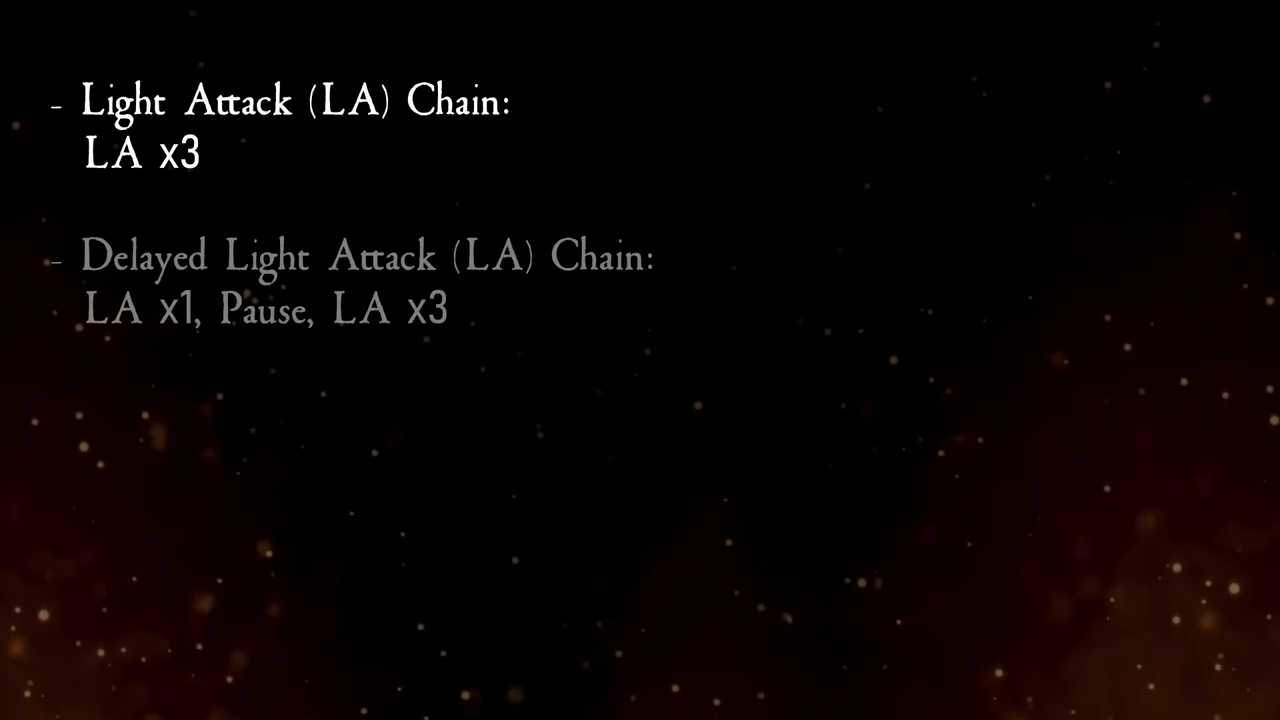 - Light Attack (LA) Chain:
LA x3
- Delayed Light Attack (LA) Chain:
LA x1, Pause, LA x3